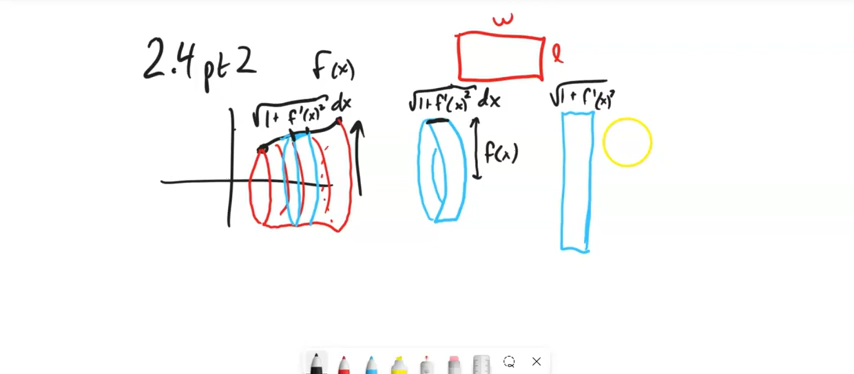 w
2.4 pt 2 f(x)
l
√1+f'(x)² dx
√1+f'(x)² dx
√1+f'(x)²
f(x)